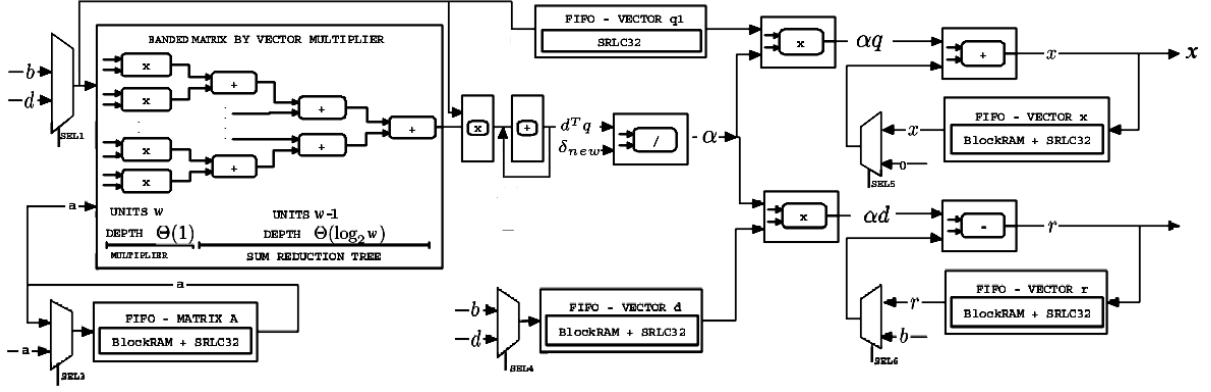 FIFO - VECTOR q1
SRLC32
BANDED MATRIX BY VECTOR MULTIPLIER
x
x
x
x
+
+
+
+
+
x
+
-b
-d
SEL1
d^T q
δ_new
/
-α
x
αq
+
x
x
FIFO - VECTOR x
BlockRAM + SRLC32
x
0
SEL5
a
UNITS w
DEPTH Θ(1)
MULTIPLIER
UNITS w-1
DEPTH Θ(log₂ w)
SUM REDUCTION TREE
x
αd
-
r
a
FIFO - MATRIX A
BlockRAM + SRLC32
-a
SEL3
-b
-d
SEL4
FIFO - VECTOR d
BlockRAM + SRLC32
FIFO - VECTOR r
BlockRAM + SRLC32
r
b
SEL6